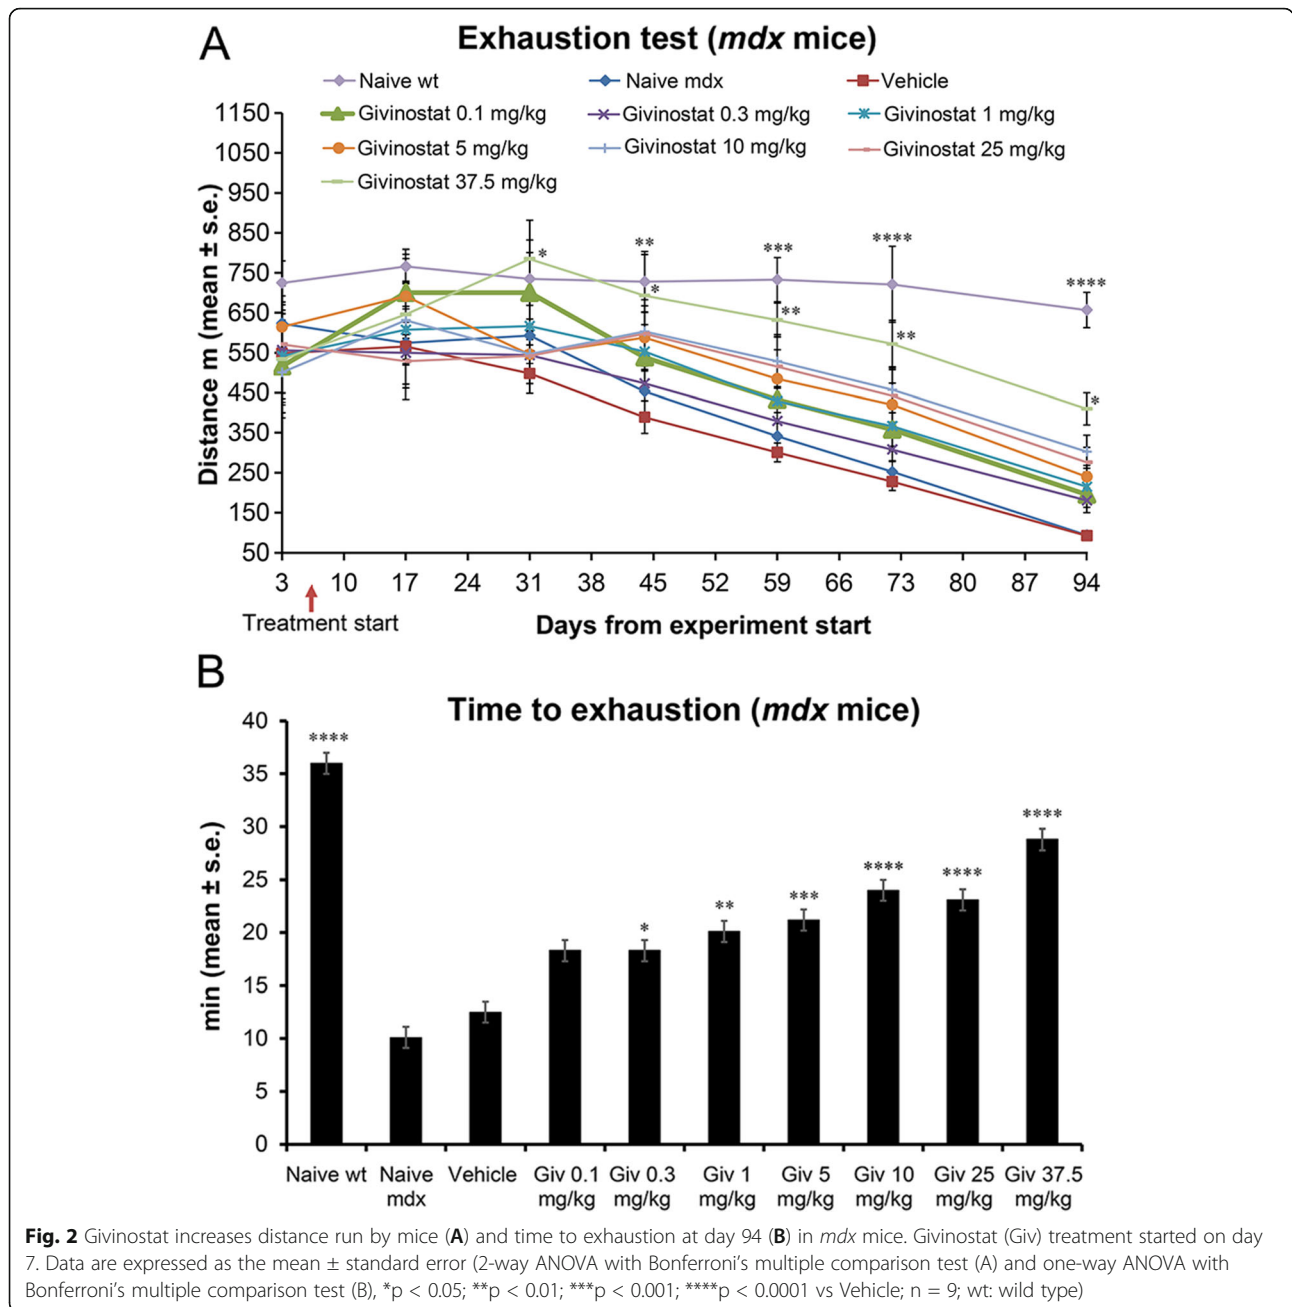 A
Exhaustion test (mdx mice)
Naive wt
Naive mdx
Vehicle
Givinostat 0.1 mg/kg
Givinostat 0.3 mg/kg
Givinostat 1 mg/kg
Givinostat 5 mg/kg
Givinostat 10 mg/kg
Givinostat 25 mg/kg
Givinostat 37.5 mg/kg
Distance m (mean ± s.e.)
1150
1050
950
850
750
650
550
450
350
250
150
50
*
**
*
***
**
****
**
****
*
3 10 17 24 31 38 45 52 59 66 73 80 87 94
Treatment start
Days from experiment start
B
Time to exhaustion (mdx mice)
min (mean ± s.e.)
40
35
30
25
20
15
10
5
0
****
*
**
***
****
****
****
Naive wt
Naive
mdx
Vehicle
Giv 0.1
mg/kg
Giv 0.3
mg/kg
Giv 1
mg/kg
Giv 5
mg/kg
Giv 10
mg/kg
Giv 25
mg/kg
Giv 37.5
mg/kg
Fig. 2 Givinostat increases distance run by mice (A) and time to exhaustion at day 94 (B) in mdx mice. Givinostat (Giv) treatment started on day
7. Data are expressed as the mean ± standard error (2-way ANOVA with Bonferroni's multiple comparison test (A) and one-way ANOVA with
Bonferroni's multiple comparison test (B), *p < 0.05; **p < 0.01; ***p < 0.001; ****p < 0.0001 vs Vehicle; n = 9; wt: wild type)